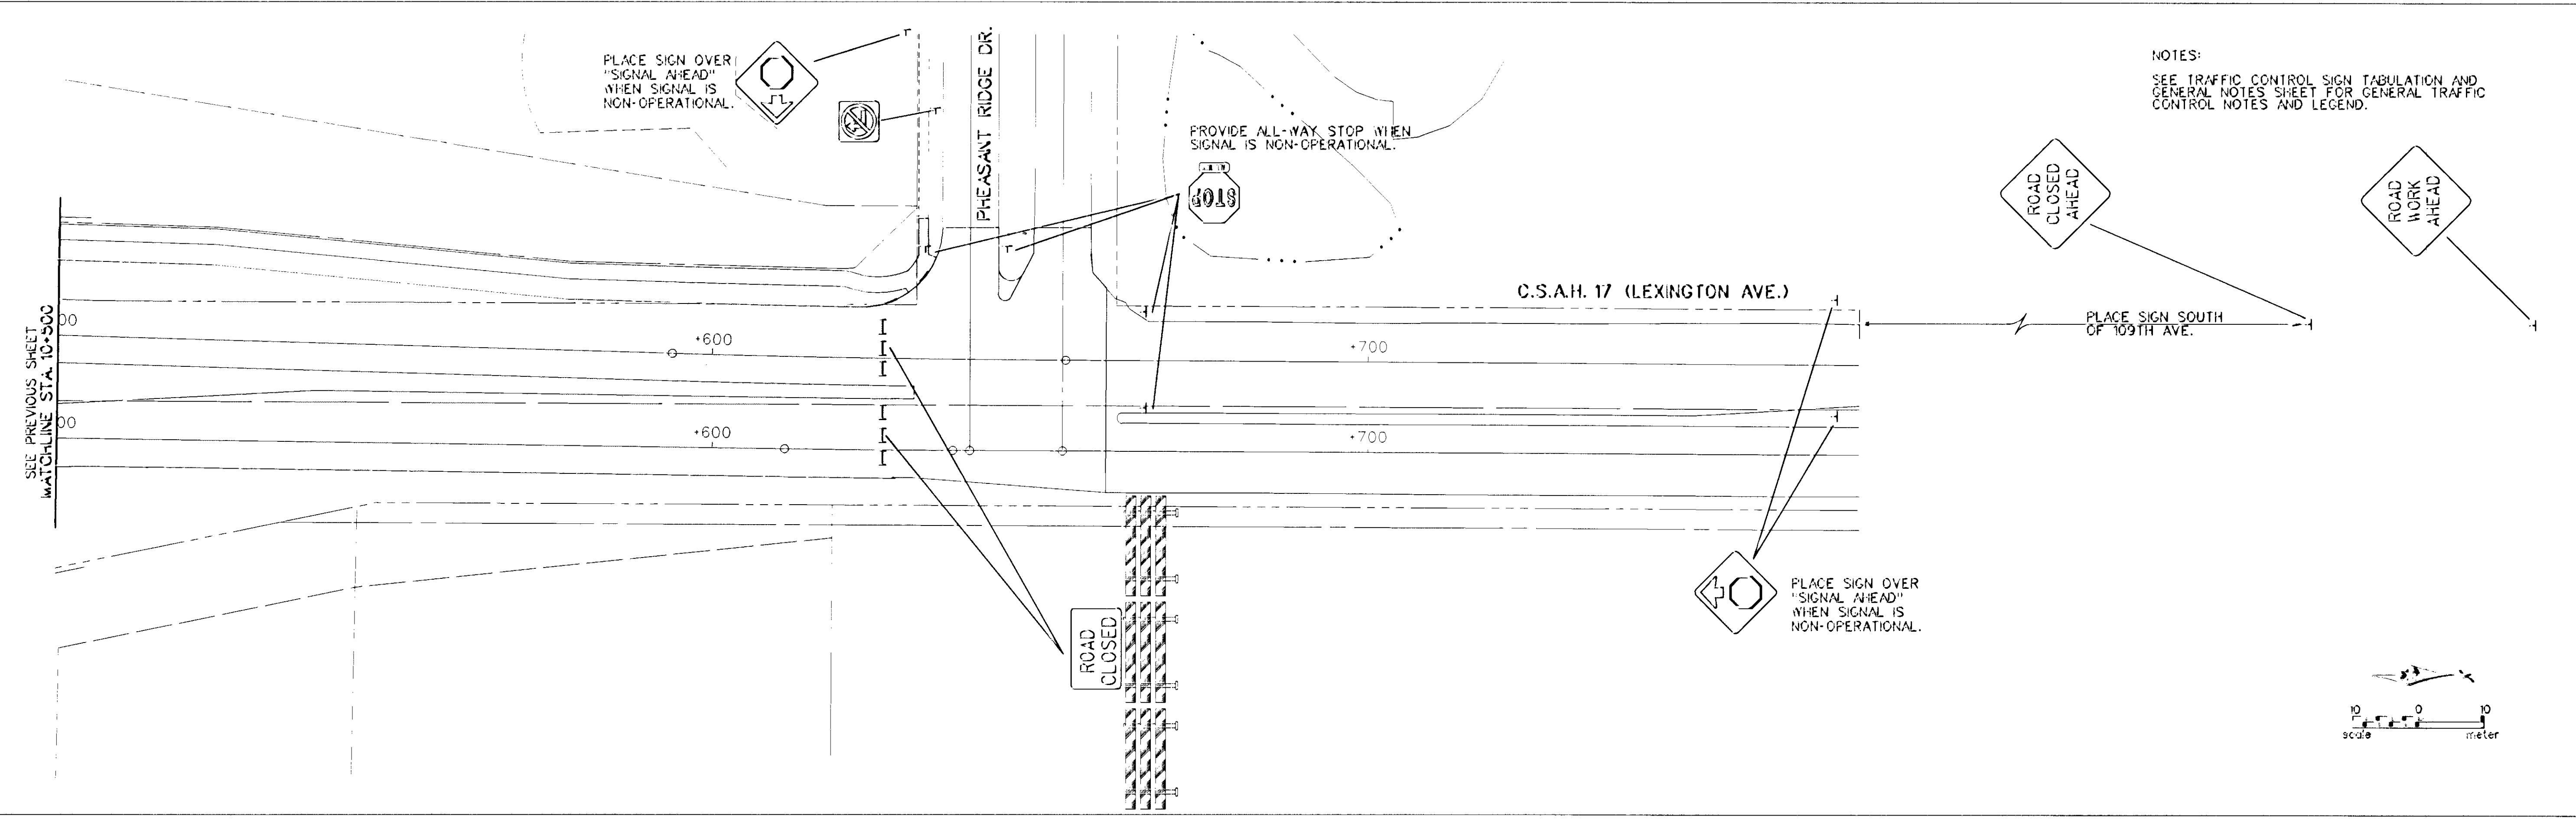 PLACE SIGN OVER
"SIGNAL AHEAD"
WHEN SIGNAL IS
NON-OPERATIONAL.
PHEASANT RIDGE DR.
PROVIDE ALL-WAY STOP WHEN
SIGNAL IS NON-OPERATIONAL.
STOP
NOTES:
SEE TRAFFIC CONTROL SIGN TABULATION AND
GENERAL NOTES SHEET FOR GENERAL TRAFFIC
CONTROL NOTES AND LEGEND.
ROAD
CLOSED
AHEAD
ROAD
WORK
AHEAD
C.S.A.H. 17 (LEXINGTON AVE.)
PLACE SIGN SOUTH
OF 109TH AVE.
SEE PREVIOUS SHEET
MATCHLINE STA. 10+500
00
+600
+700
00
+600
+700
ROAD
CLOSED
PLACE SIGN OVER
"SIGNAL AHEAD"
WHEN SIGNAL IS
NON-OPERATIONAL.
10 0 10
scale meter